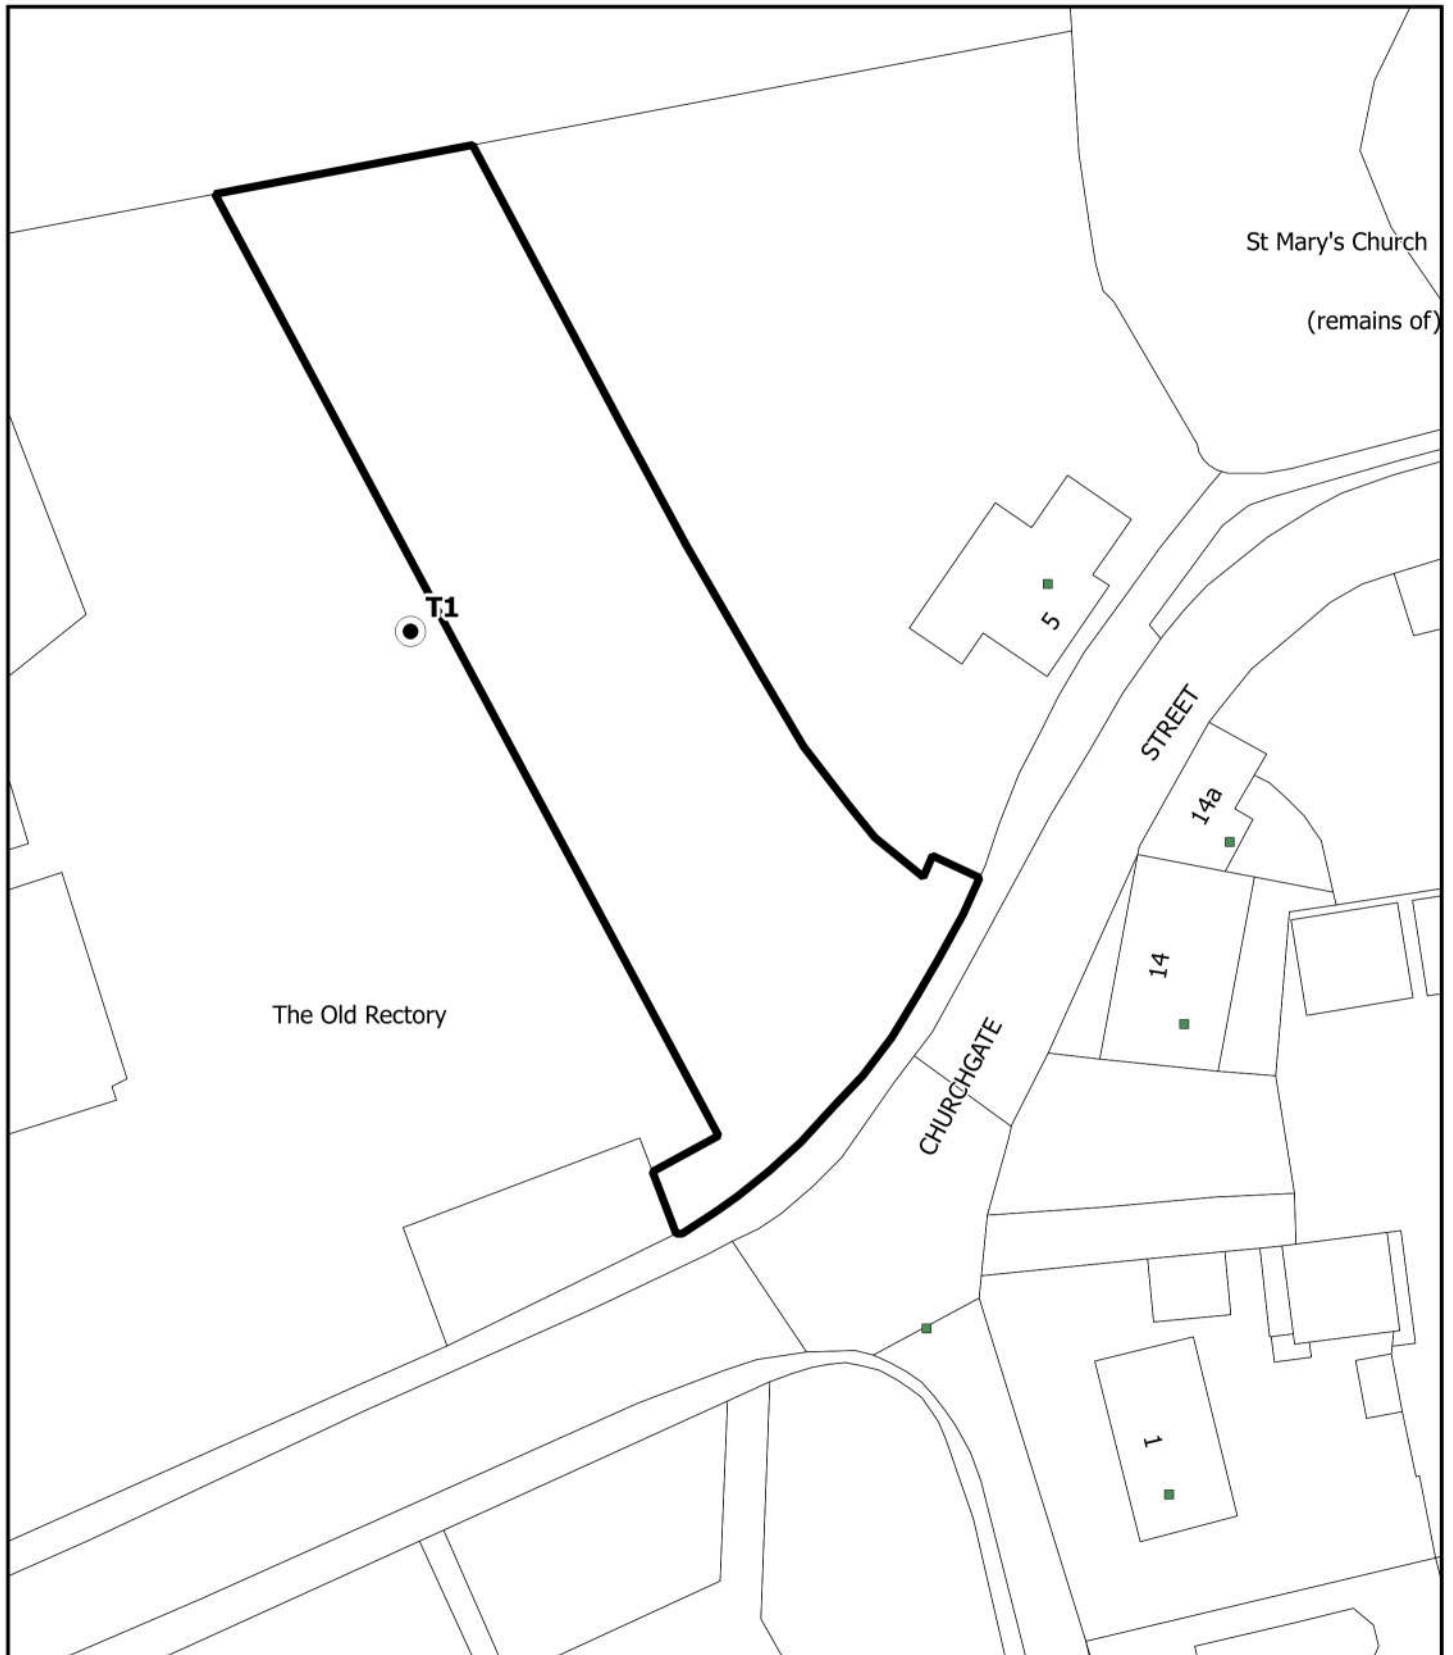 St Mary's Church
(remains of)
T1
5
STREET
14a
14
The Old Rectory
CHURCHGATE
1